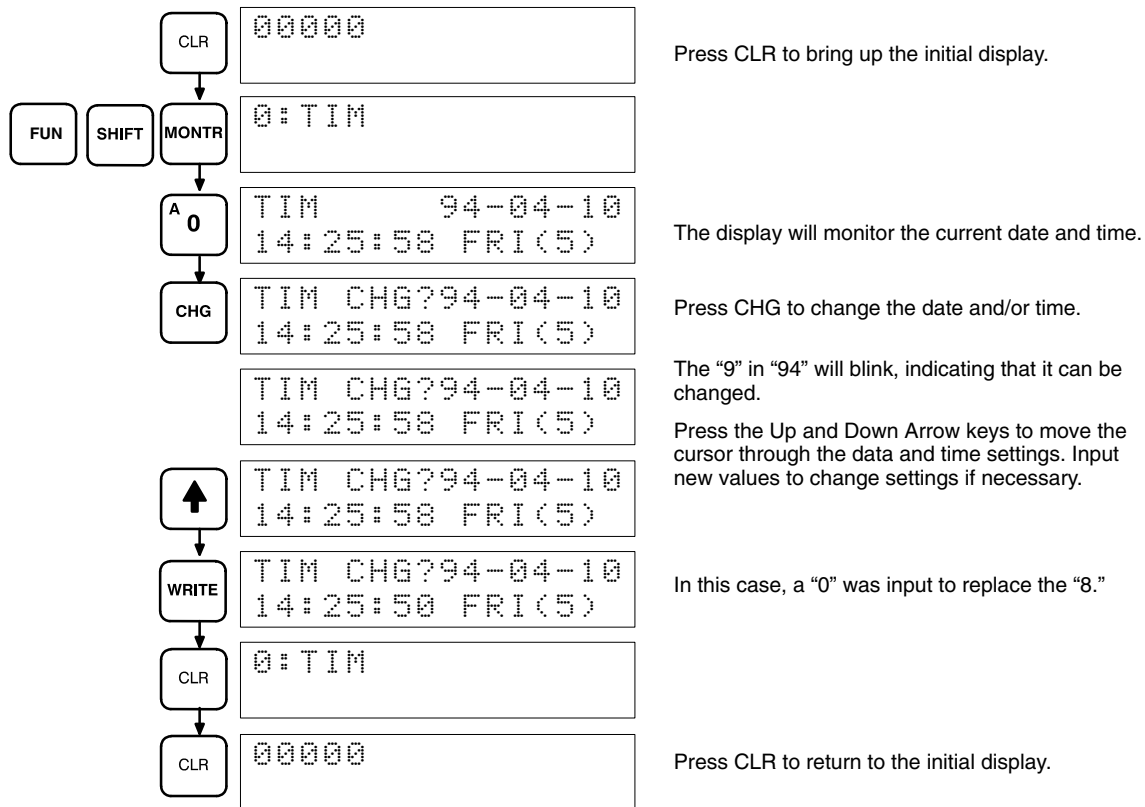 CLR
00000
Press CLR to bring up the initial display.
FUN
SHIFT
MONTR
0:TIM
A
0
TIM 94-04-10
14:25:58 FRI(5)
The display will monitor the current date and time.
CHG
TIM CHG?94-04-10
14:25:58 FRI(5)
Press CHG to change the date and/or time.
TIM CHG?94-04-10
14:25:58 FRI(5)
The “9” in “94” will blink, indicating that it can be
changed.
Press the Up and Down Arrow keys to move the
cursor through the data and time settings. Input
new values to change settings if necessary.
TIM CHG?94-04-10
14:25:58 FRI(5)
WRITE
TIM CHG?94-04-10
14:25:50 FRI(5)
In this case, a “0” was input to replace the “8.”
CLR
0:TIM
CLR
00000
Press CLR to return to the initial display.